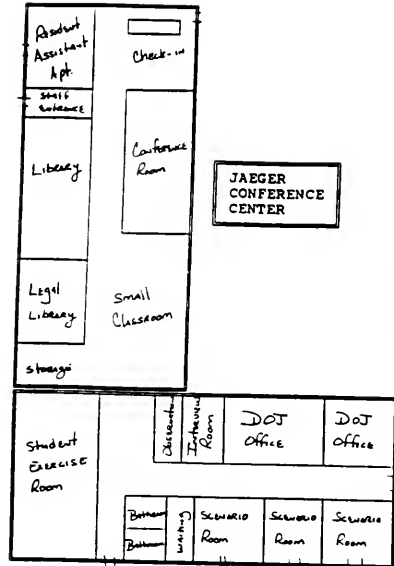 Resident
Assistant
Apt.
Check-in
Staff
entrance
Library
Conference
Room
JAEGER
CONFERENCE
CENTER
Legal
Library
Small
Classroom
Storage
Student
Exercise
Room
Observation
Interview
Room
DOJ
Office
DOJ
Office
Bathroom
Bathroom
Waiting
Scenario
Room
Scenario
Room
Scenario
Room